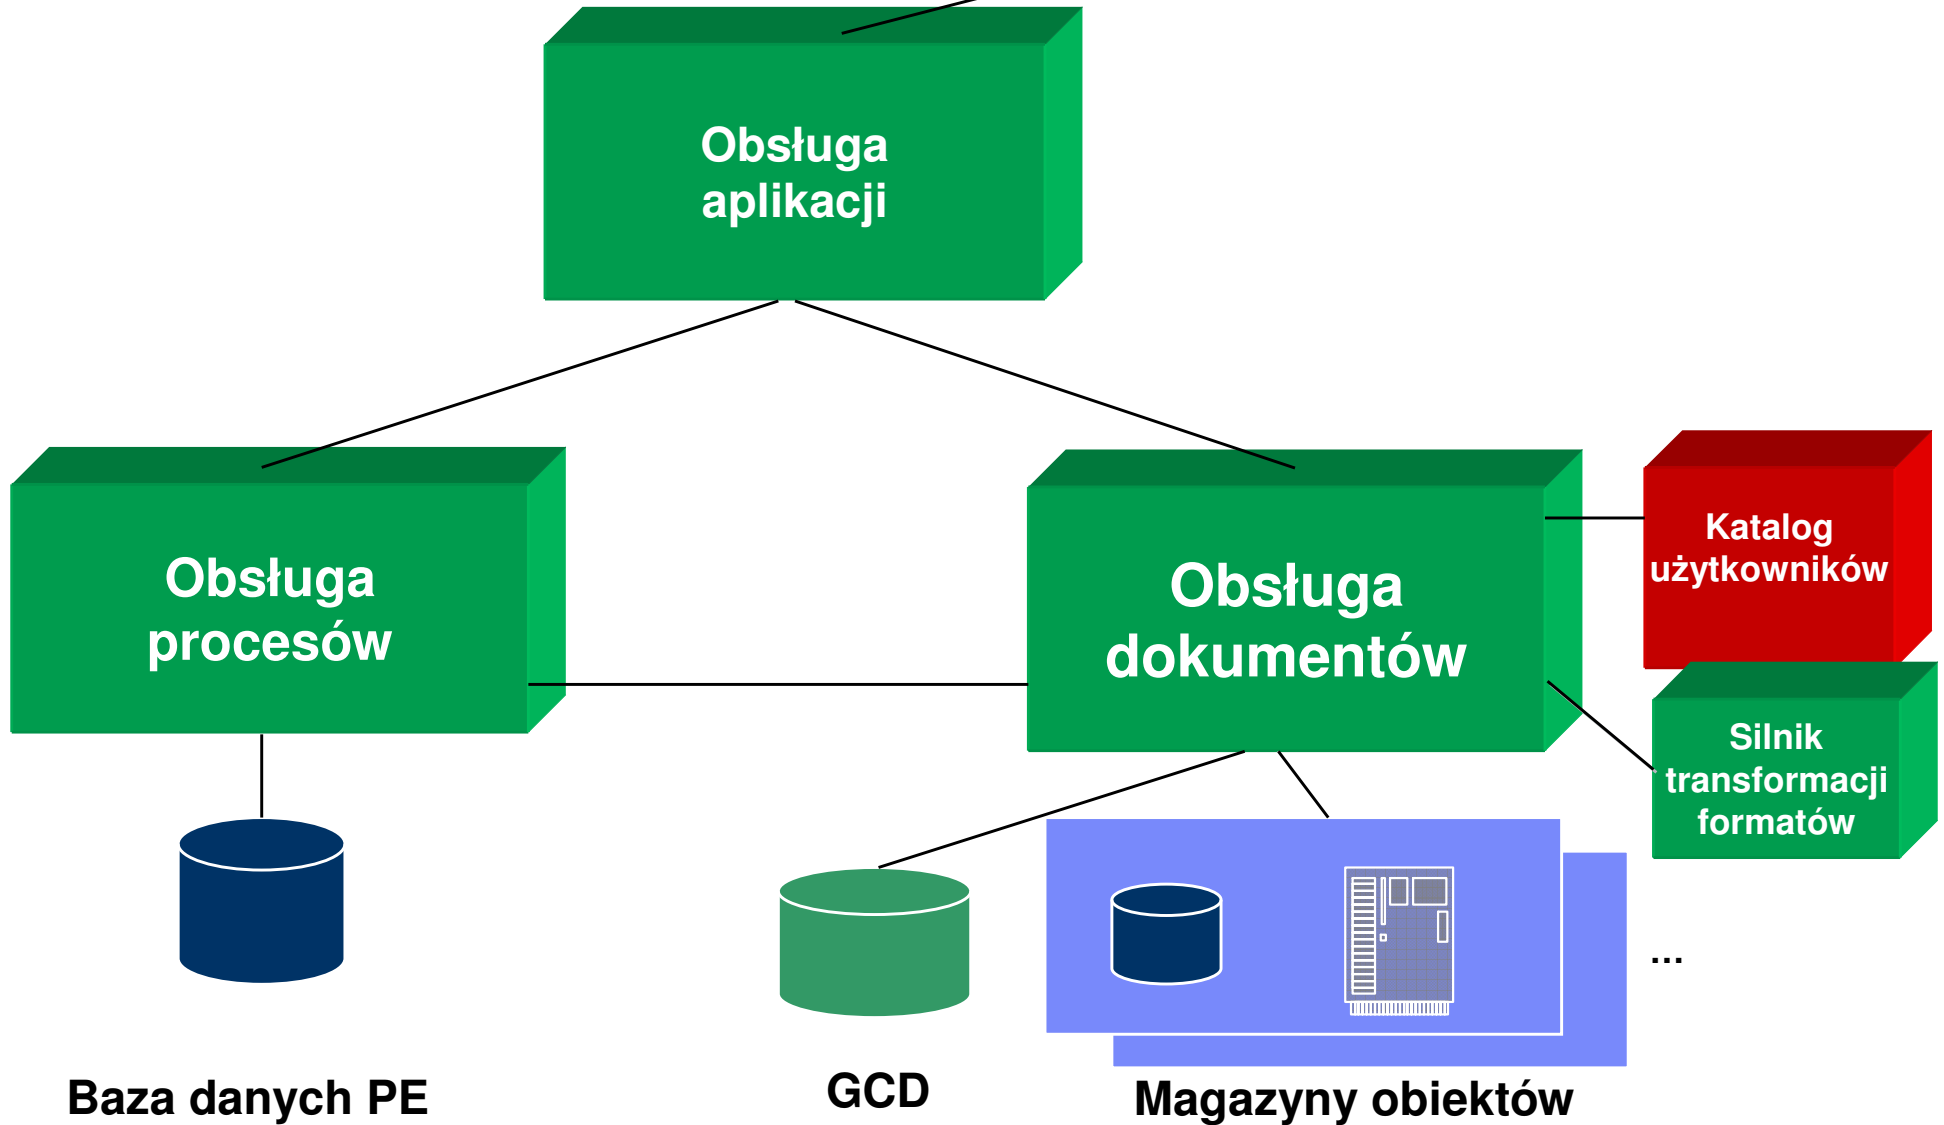 Obsługa
aplikacji
Obsługa
procesów
Obsługa
dokumentów
Katalog
użytkowników
Silnik
transformacji
formatów
...
Baza danych PE
GCD
Magazyny obiektów